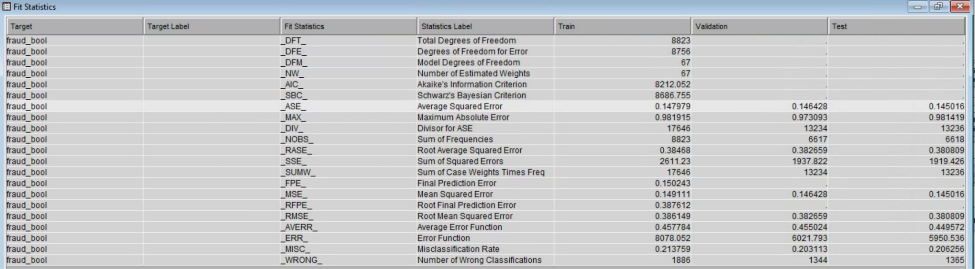 Fit Statistics
Target Target Label Fit Statistics Statistics Label Train Validation Test
fraud_bool _DFT_ Total Degrees of Freedom 8823 . .
fraud_bool _DFE_ Degrees of Freedom for Error 8756 . .
fraud_bool _DFM_ Model Degrees of Freedom 67 . .
fraud_bool _NW_ Number of Estimated Weights 67 . .
fraud_bool _AIC_ Akaike's Information Criterion 8212.052 . .
fraud_bool _SBC_ Schwarz's Bayesian Criterion 8686.755 . .
fraud_bool _ASE_ Average Squared Error 0.147979 0.146428 0.145016
fraud_bool _MAX_ Maximum Absolute Error 0.981915 0.973093 0.981419
fraud_bool _DIV_ Divisor for ASE 17646 13234 13236
fraud_bool _NOBS_ Sum of Frequencies 8823 6617 6618
fraud_bool _RASE_ Root Average Squared Error 0.38468 0.382659 0.380809
fraud_bool _SSE_ Sum of Squared Errors 2611.23 1937.822 1919.426
fraud_bool _SUMW_ Sum of Case Weights Times Freq 17646 13234 13236
fraud_bool _FPE_ Final Prediction Error 0.150243 . .
fraud_bool _MSE_ Mean Squared Error 0.149111 0.146428 0.145016
fraud_bool _RFPE_ Root Final Prediction Error 0.387612 . .
fraud_bool _RMSE_ Root Mean Squared Error 0.386149 0.382659 0.380809
fraud_bool _AVERR_ Average Error Function 0.457784 0.455024 0.449572
fraud_bool _ERR_ Error Function 8078.052 6021.793 5950.536
fraud_bool _MISC_ Misclassification Rate 0.213759 0.203113 0.206256
fraud_bool _WRONG_ Number of Wrong Classifications 1886 1344 1365